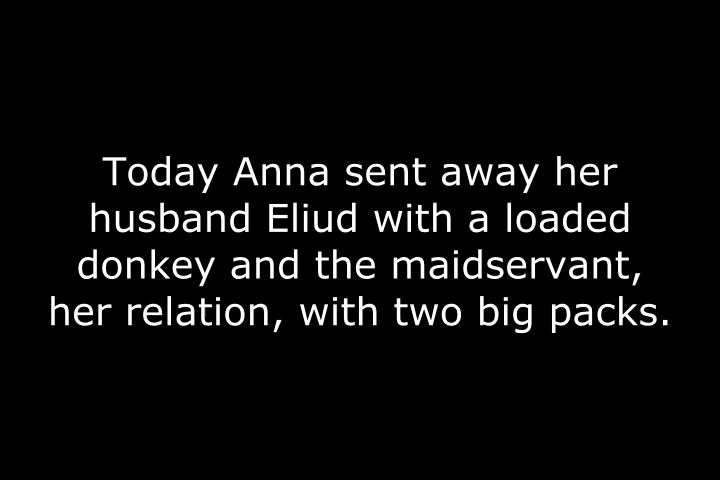 Today Anna sent away her
husband Eliud with a loaded
donkey and the maidservant,
her relation, with two big packs.